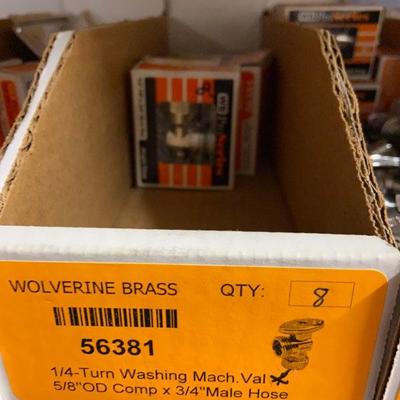 WOLVERINE BRASS QTY: 8
56381
1/4-Turn Washing Mach.Val
5/8"OD Comp x 3/4"Male Hose